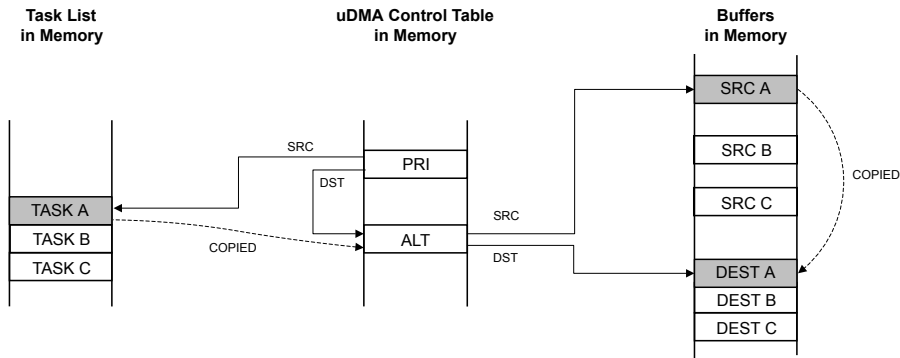 Task List
in Memory
uDMA Control Table
in Memory
Buffers
in Memory
SRC A
SRC B
SRC C
COPIED
SRC
PRI
DST
TASK A
TASK B
TASK C
COPIED
ALT
SRC
DST
DEST A
DEST B
DEST C